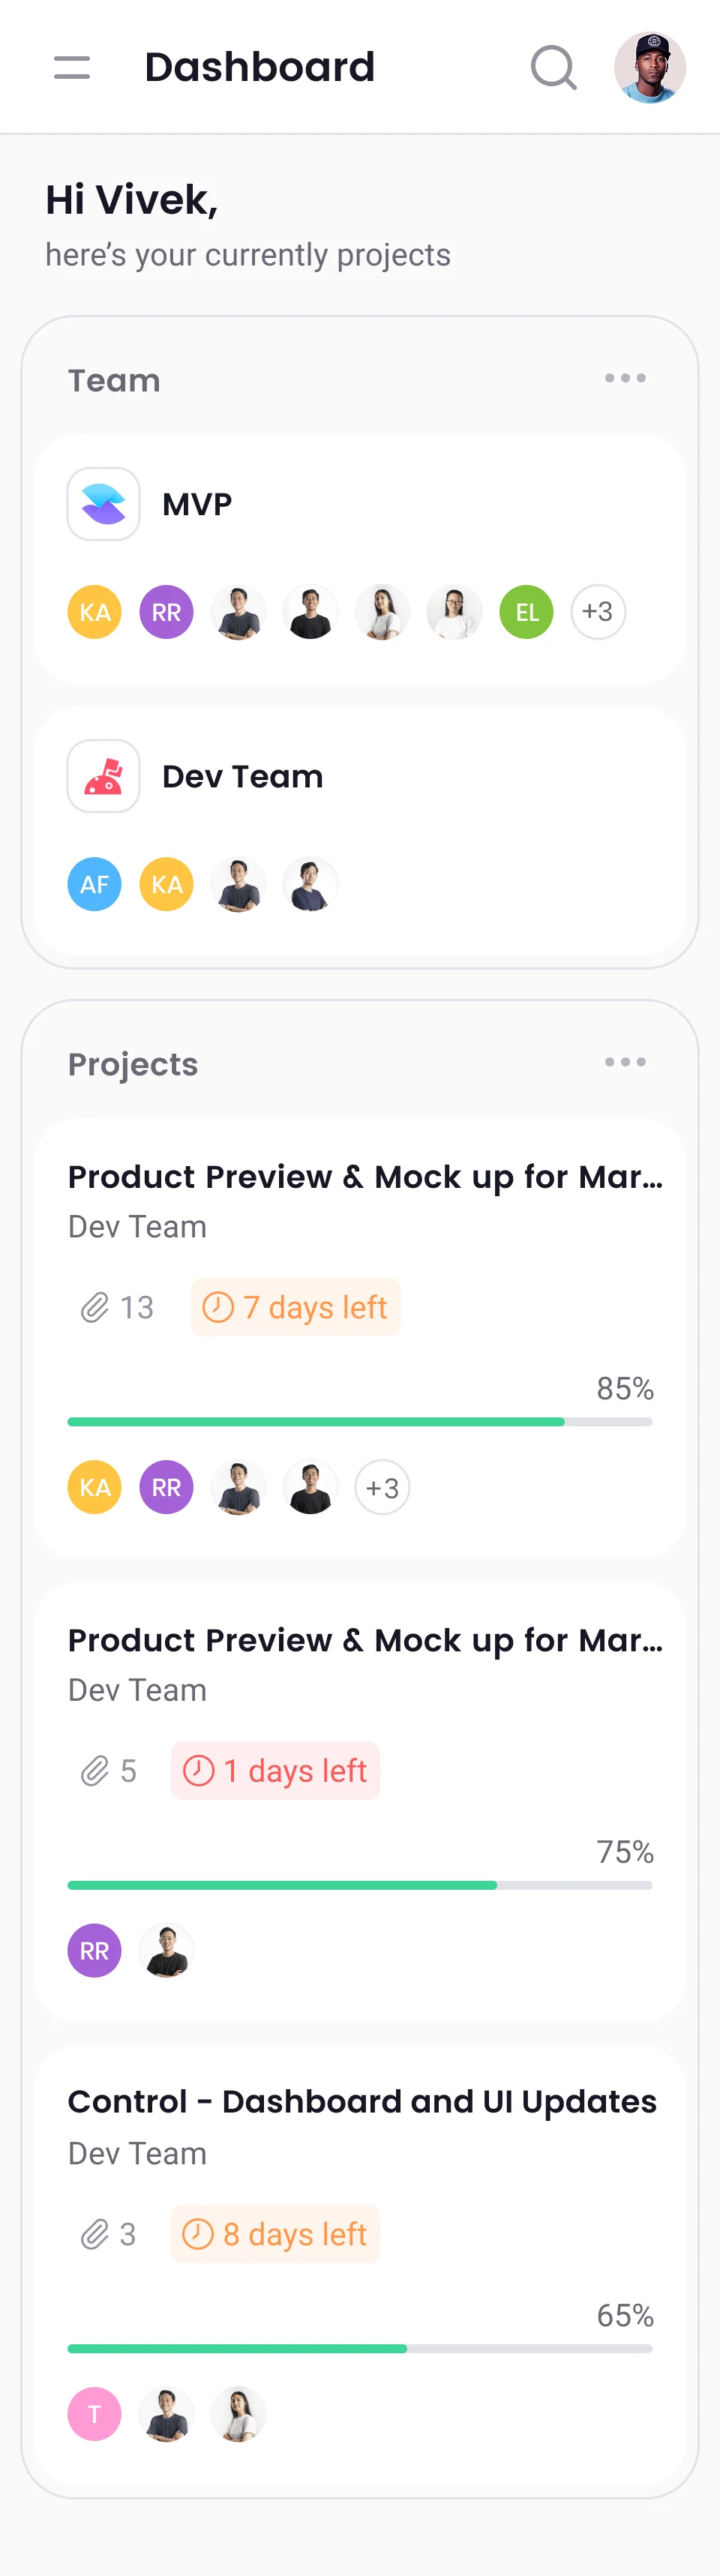 Dashboard
Hi Vivek,
here’s your currently projects
Team
MVP
KA RR EL +3
Dev Team
AF KA
Projects
Product Preview & Mock up for Mar...
Dev Team
13 7 days left
85%
KA RR +3
Product Preview & Mock up for Mar...
Dev Team
5 1 days left
75%
RR
Control - Dashboard and UI Updates
Dev Team
3 8 days left
65%
T